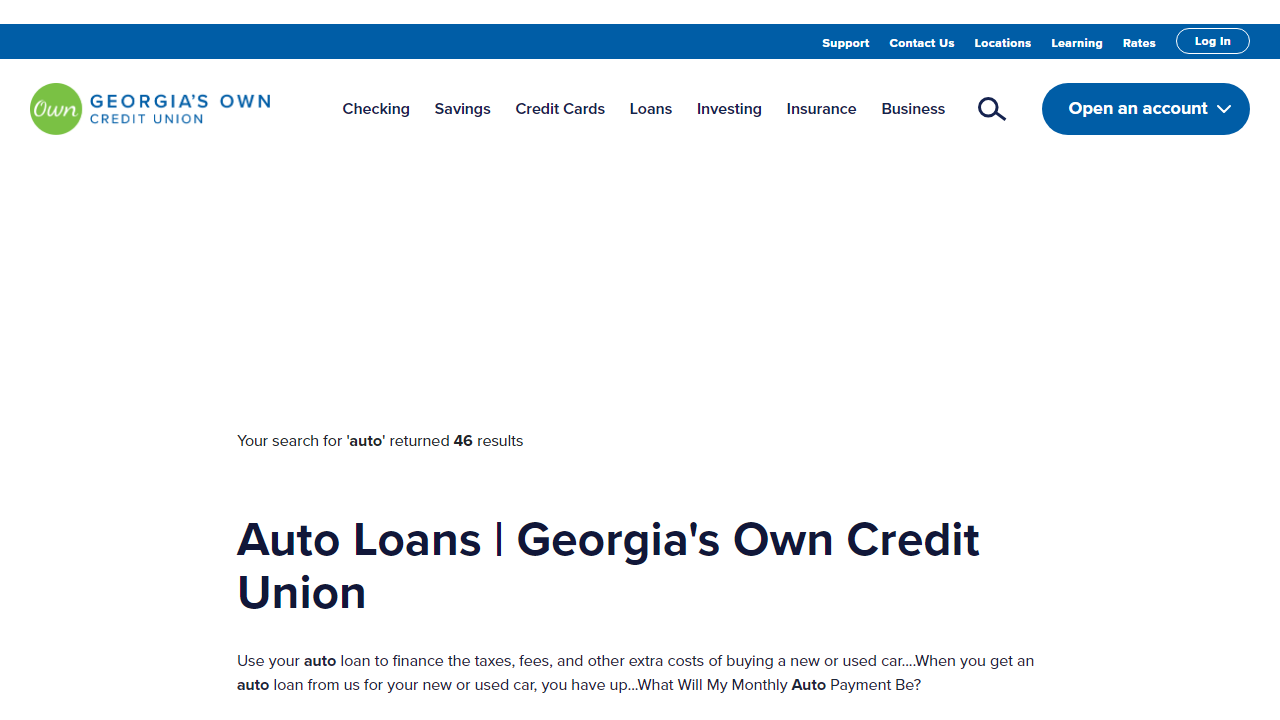 Support Contact Us Locations Learning Rates Log In
Own GEORGIA'S OWN
CREDIT UNION
Checking Savings Credit Cards Loans Investing Insurance Business Open an account
Your search for 'auto' returned 46 results
Auto Loans | Georgia's Own Credit
Union
Use your auto loan to finance the taxes, fees, and other extra costs of buying a new or used car....When you get an
auto loan from us for your new or used car, you have up...What Will My Monthly Auto Payment Be?